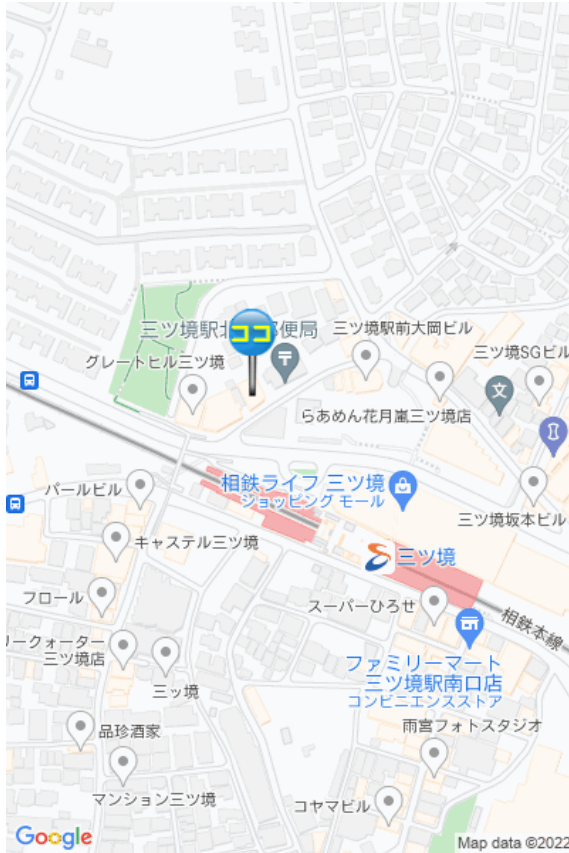 三ツ境駅北
ココ
便局
三ツ境駅前大岡ビル
グレートヒル三ツ境
三ツ境SGビル
らあめん花月嵐三ツ境店
相鉄ライフ 三ツ境
ショッピング モール
パールビル
三ツ境坂本ビル
キャステル三ツ境
三ツ境
フロール
スーパーひろせ
相鉄本線
リークォーター
三ツ境店
ファミリーマート
三ツ境駅南口店
コンビニエンスストア
三ッ境
品珍酒家
雨宮フォトスタジオ
マンション三ツ境
コヤマビル
Google
Map data ©2022